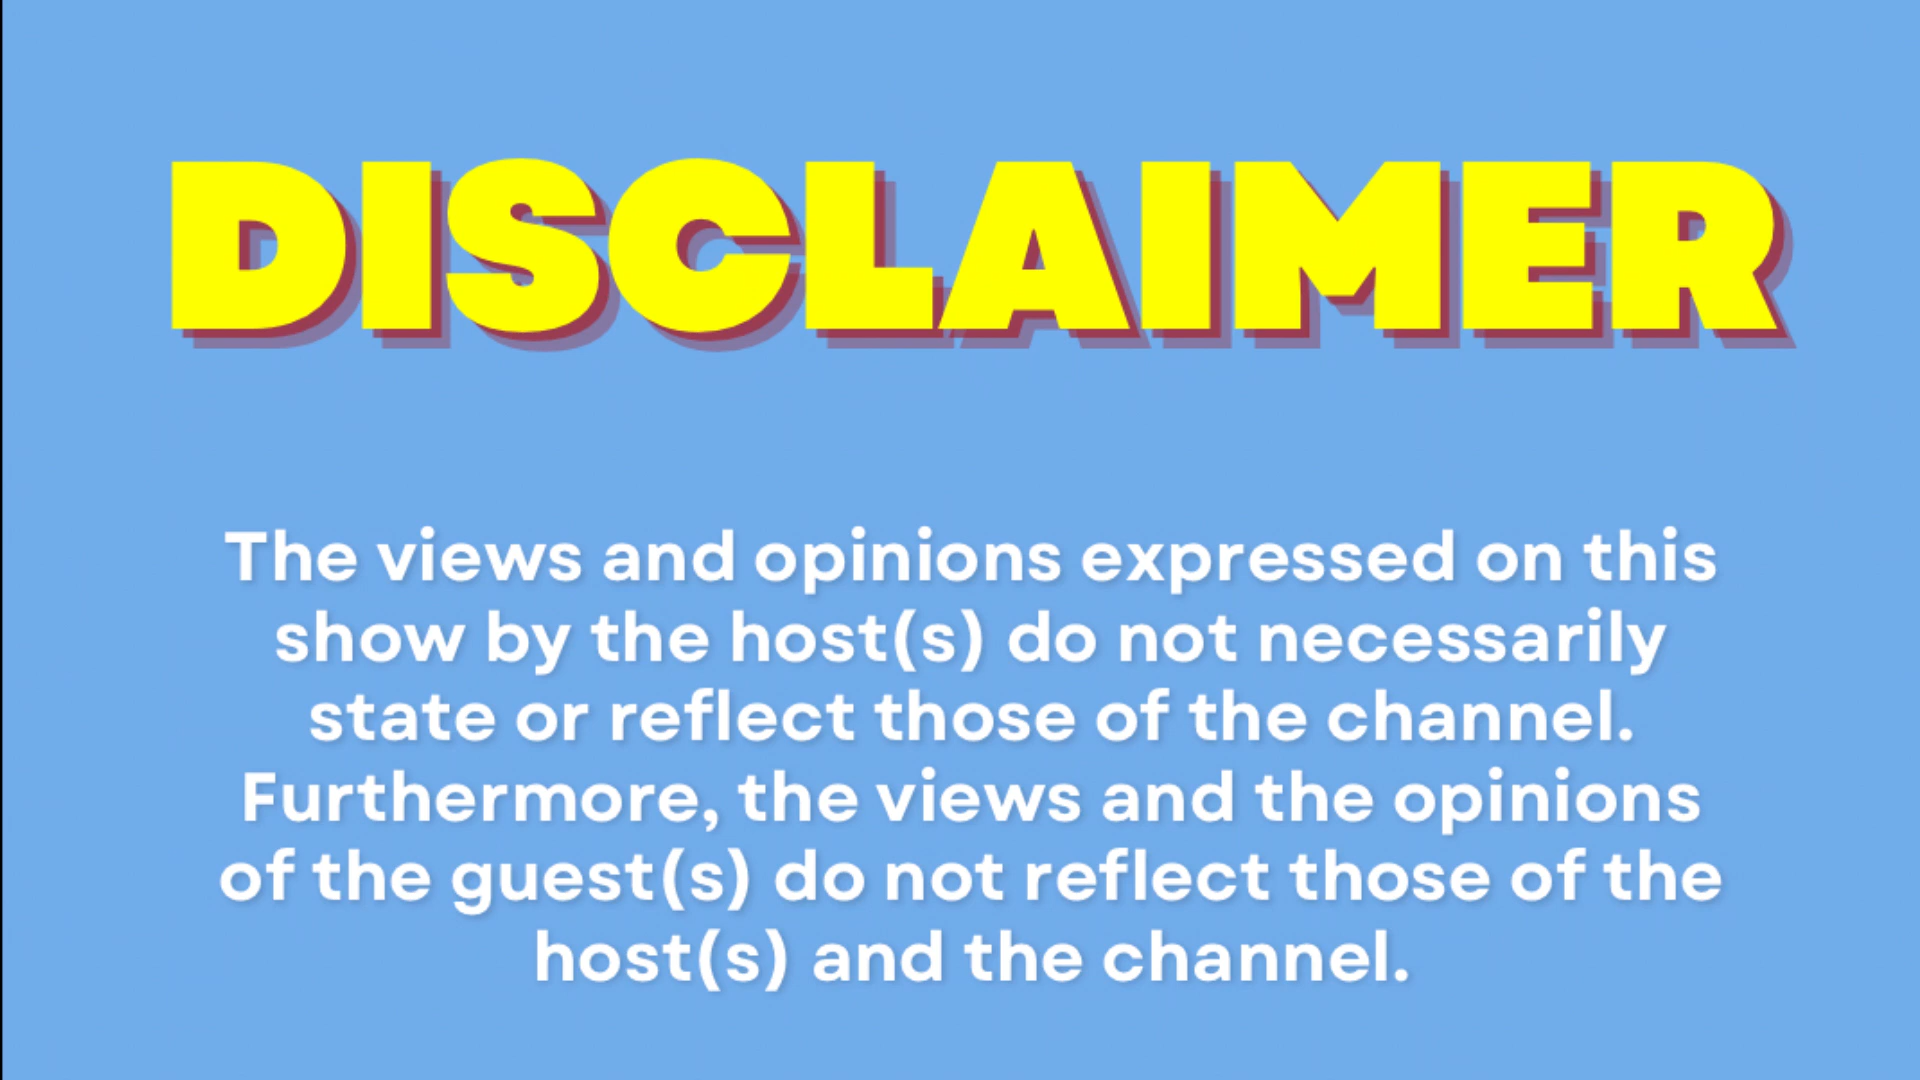 DISCLAIMER
The views and opinions expressed on this
show by the host(s) do not necessarily
state or reflect those of the channel.
Furthermore, the views and the opinions
of the guest(s) do not reflect those of the
host(s) and the channel.